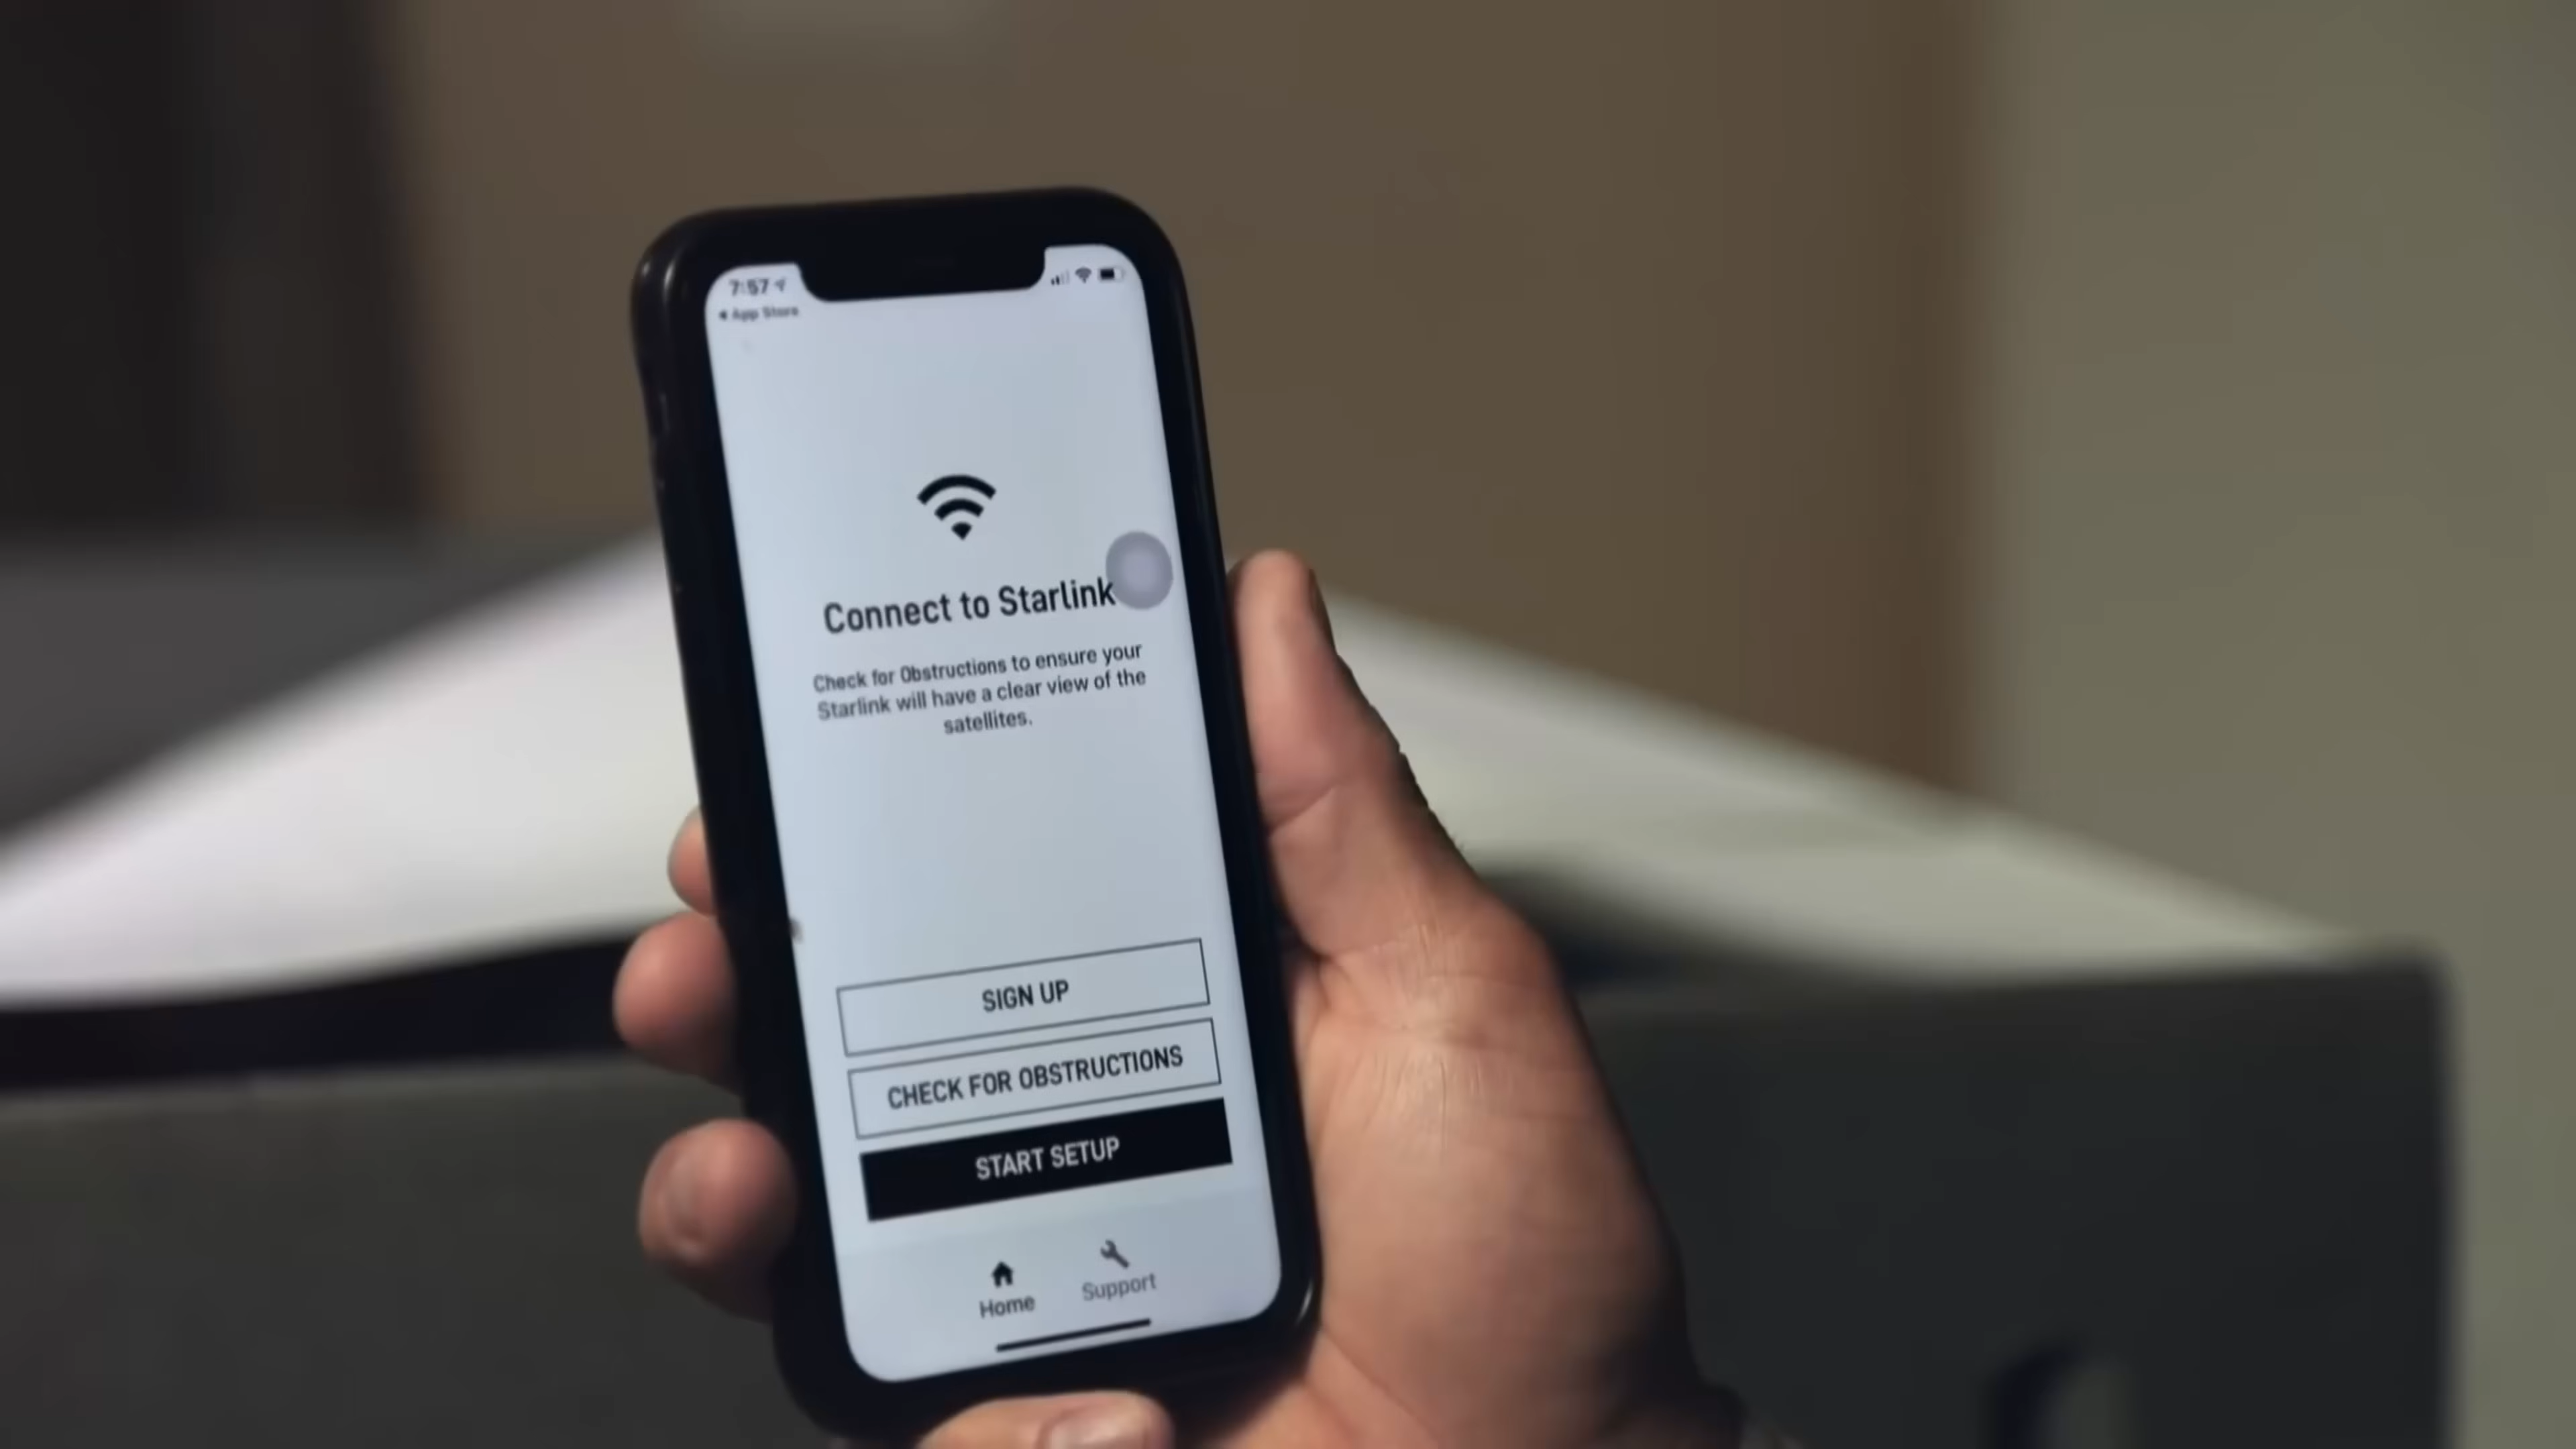 7:57
◀ App Store
Connect to Starlink
Check for Obstructions to ensure your
Starlink will have a clear view of the
satellites.
SIGN UP
CHECK FOR OBSTRUCTIONS
START SETUP
Home
Support